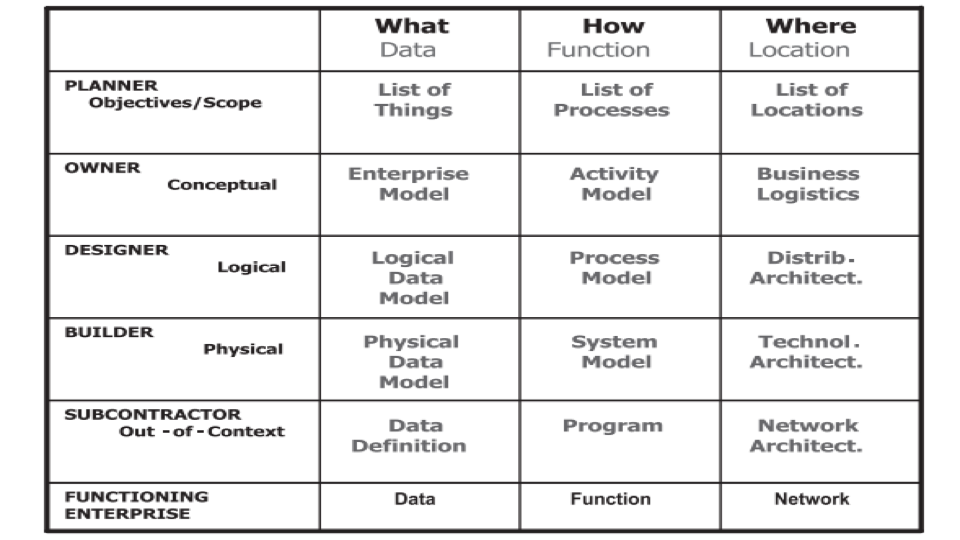 What How Where
Data Function Location
PLANNER
Objectives/Scope
List of
Things
List of
Processes
List of
Locations
OWNER
Conceptual
Enterprise
Model
Activity
Model
Business
Logistics
DESIGNER
Logical
Logical
Data
Model
Process
Model
Distrib.
Architect.
BUILDER
Physical
Physical
Data
Model
System
Model
Technol.
Architect.
SUBCONTRACTOR
Out -of-Context
Data
Definition
Program
Network
Architect.
FUNCTIONING
ENTERPRISE
Data
Function
Network